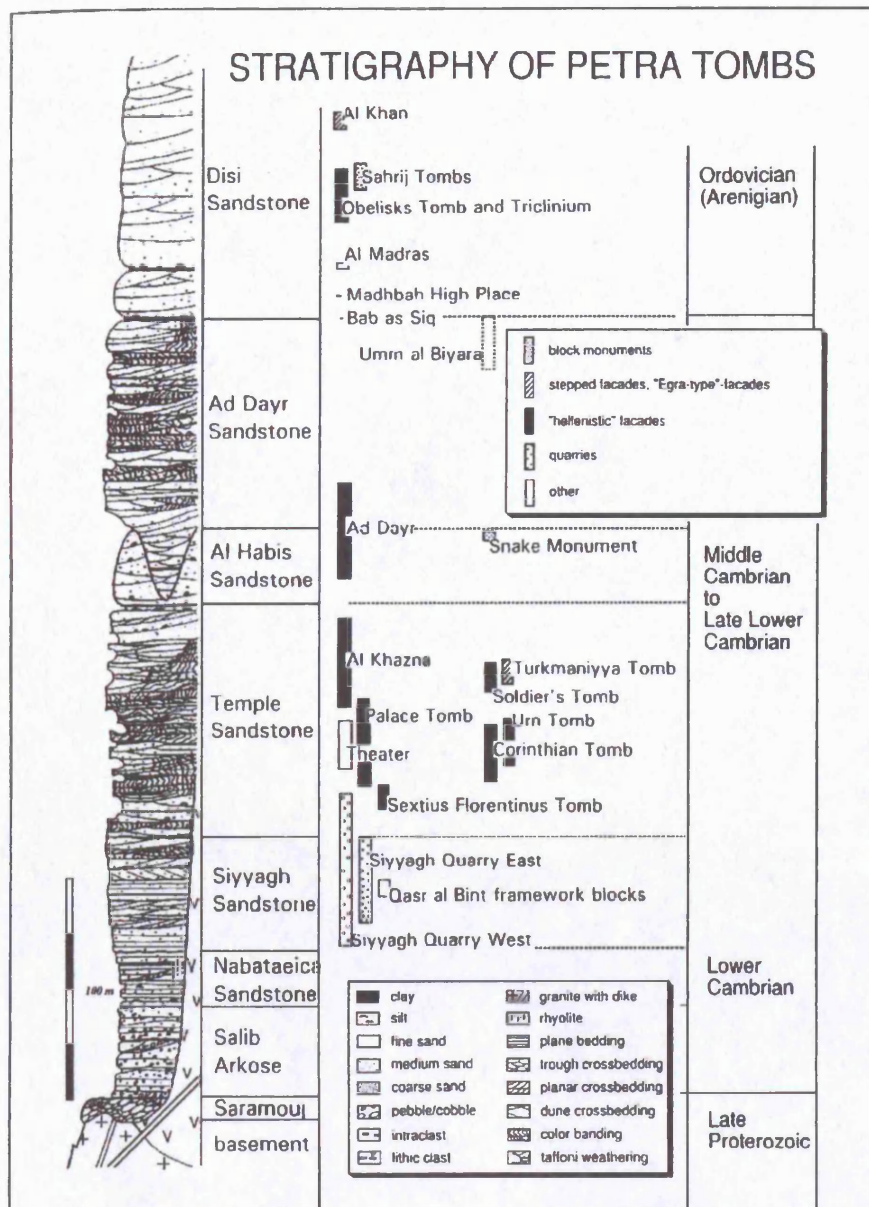 STRATIGRAPHY OF PETRA TOMBS
Disi
Sandstone
Ad Dayr
Sandstone
Al Habis
Sandstone
Temple
Sandstone
Siyyagh
Sandstone
Nabataeica
Sandstone
Salib
Arkose
Saramouj
basement
100 m
Al Khan
Sahrij Tombs
Obelisks Tomb and Triclinium
Al Madras
Madhbah High Place
Bab as Siq
Umm al Biyara
Ad Dayr
Snake Monument
Al Khazna
Turkmaniyya Tomb
Soldier's Tomb
Palace Tomb
Urn Tomb
Theater
Corinthian Tomb
Sextius Florentinus Tomb
Siyyagh Quarry East
Qasr al Bint framework blocks
Siyyagh Quarry West
block monuments
stepped facades, "Egra-type"-facades
"hellenistic" facades
quarries
other
clay
silt
fine sand
medium sand
coarse sand
pebble/cobble
intraclast
lithic clast
granite with dike
rhyolite
plane bedding
trough crossbedding
planar crossbedding
dune crossbedding
color banding
taffoni weathering
Ordovician
(Arenigian)
Middle
Cambrian
to
Late Lower
Cambrian
Lower
Cambrian
Late
Proterozoic